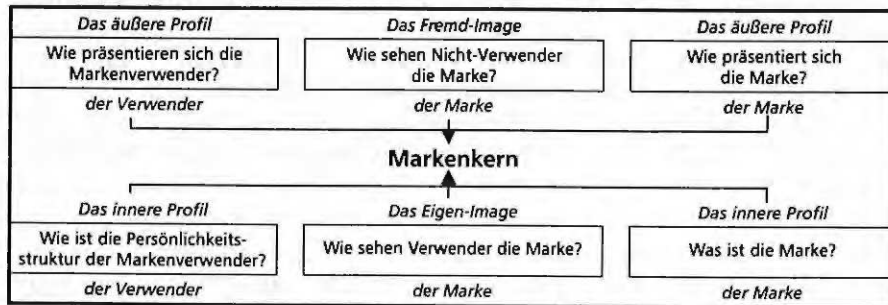 Das äußere Profil
Wie präsentieren sich die
Markenverwender?
der Verwender
Das Fremd-Image
Wie sehen Nicht-Verwender
die Marke?
der Marke
Das äußere Profil
Wie präsentiert sich
die Marke?
der Marke
Markenkern
Das innere Profil
Wie ist die Persönlichkeits-
struktur der Markenverwender?
der Verwender
Das Eigen-Image
Wie sehen Verwender die Marke?
der Marke
Das innere Profil
Was ist die Marke?
der Marke